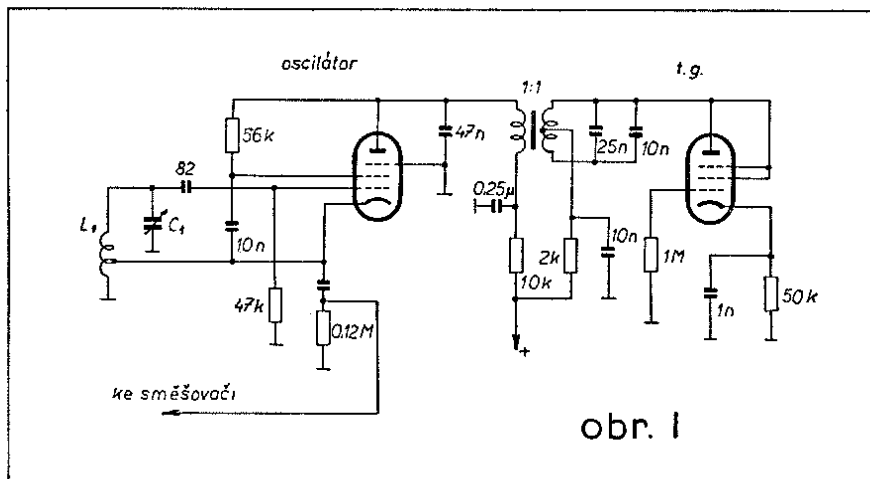 oscilátor
t.g.
1:1
56k
47n
25n
10n
82
0,25µ
L₁
C₁
10n
10n
2k
1M
10k
47k
1n
50k
0,12M
+
ke směšovači
obr. 1